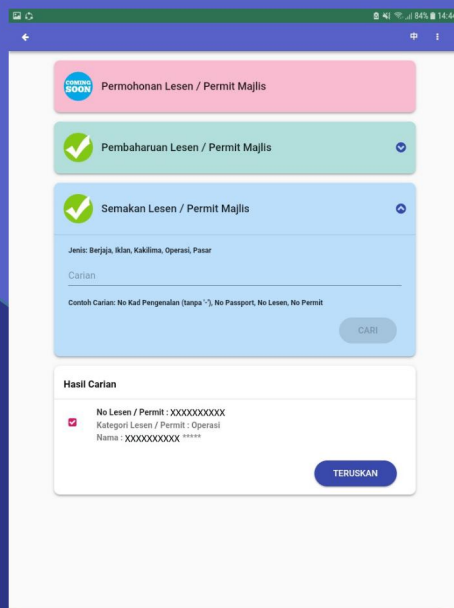 84% 14:44
中
COMING
SOON
Permohonan Lesen / Permit Majlis
Pembaharuan Lesen / Permit Majlis
Semakan Lesen / Permit Majlis
Jenis: Berjaja, Iklan, Kakilima, Operasi, Pasar
Carian
Contoh Carian: No Kad Pengenalan (tanpa '-'), No Passport, No Lesen, No Permit
CARI
Hasil Carian
No Lesen / Permit : XXXXXXXXXX
Kategori Lesen / Permit : Operasi
Nama : XXXXXXXXXX *****
TERUSKAN